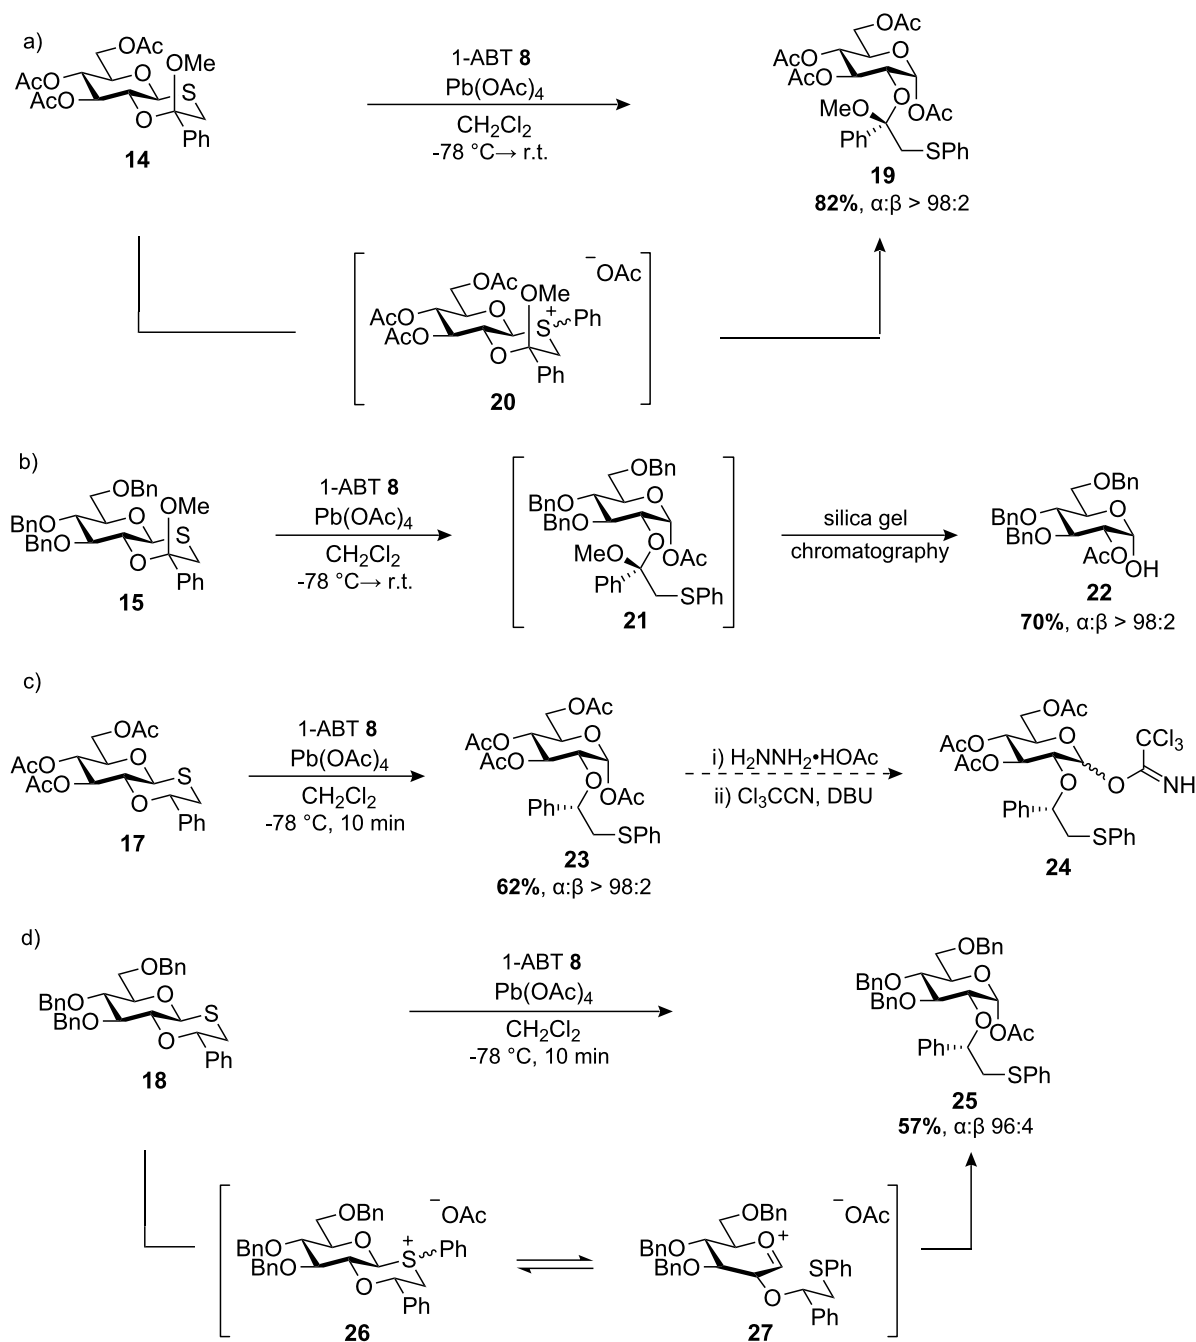 a)
OAc
OMe
O
S
AcO
AcO
O
Ph
14
1-ABT 8
Pb(OAc)4
CH2Cl2
-78 °C→ r.t.
OAc
O
AcO
AcO
O
OAc
MeO
Ph
SPh
19
82%, α:β > 98:2
OAc
OMe
−OAc
O
AcO
AcO
S+
Ph
O
Ph
20
b)
OBn
OMe
O
S
BnO
BnO
O
Ph
15
1-ABT 8
Pb(OAc)4
CH2Cl2
-78 °C→ r.t.
OBn
O
BnO
BnO
O
OAc
MeO
Ph
SPh
21
silica gel
chromatography
OBn
O
BnO
BnO
AcO
OH
22
70%, α:β > 98:2
c)
OAc
O
S
AcO
AcO
O
Ph
17
1-ABT 8
Pb(OAc)4
CH2Cl2
-78 °C, 10 min
OAc
O
AcO
AcO
O
OAc
Ph
SPh
23
62%, α:β > 98:2
i) H2NNH2•HOAc
ii) Cl3CCN, DBU
OAc
O
AcO
AcO
O
O
CCl3
NH
Ph
SPh
24
d)
OBn
O
S
BnO
BnO
O
Ph
18
1-ABT 8
Pb(OAc)4
CH2Cl2
-78 °C, 10 min
OBn
O
BnO
BnO
O
OAc
Ph
SPh
25
57%, α:β 96:4
OBn
−OAc
O
BnO
BnO
S+
Ph
O
Ph
26
OBn
−OAc
O+
BnO
BnO
SPh
O
Ph
27